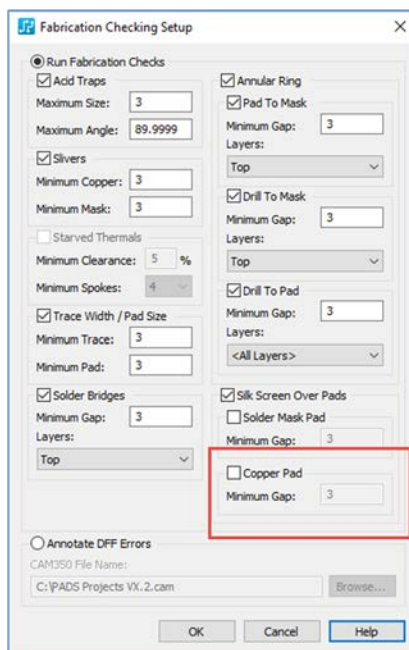 Fabrication Checking Setup
Run Fabrication Checks
Acid Traps
Maximum Size: 3
Maximum Angle: 89.9999
Slivers
Minimum Copper: 3
Minimum Mask: 3
Starved Thermals
Minimum Clearance: 5 %
Minimum Spokes: 4
Trace Width / Pad Size
Minimum Trace: 3
Minimum Pad: 3
Solder Bridges
Minimum Gap: 3
Layers:
Top
Annular Ring
Pad To Mask
Minimum Gap: 3
Layers:
Top
Drill To Mask
Minimum Gap: 3
Layers:
Top
Drill To Pad
Minimum Gap: 3
Layers:
<All Layers>
Silk Screen Over Pads
Solder Mask Pad
Minimum Gap: 3
Copper Pad
Minimum Gap: 3
Annotate DFF Errors
CAM350 File Name:
C:\PADS Projects VX.2.cam Browse...
OK Cancel Help